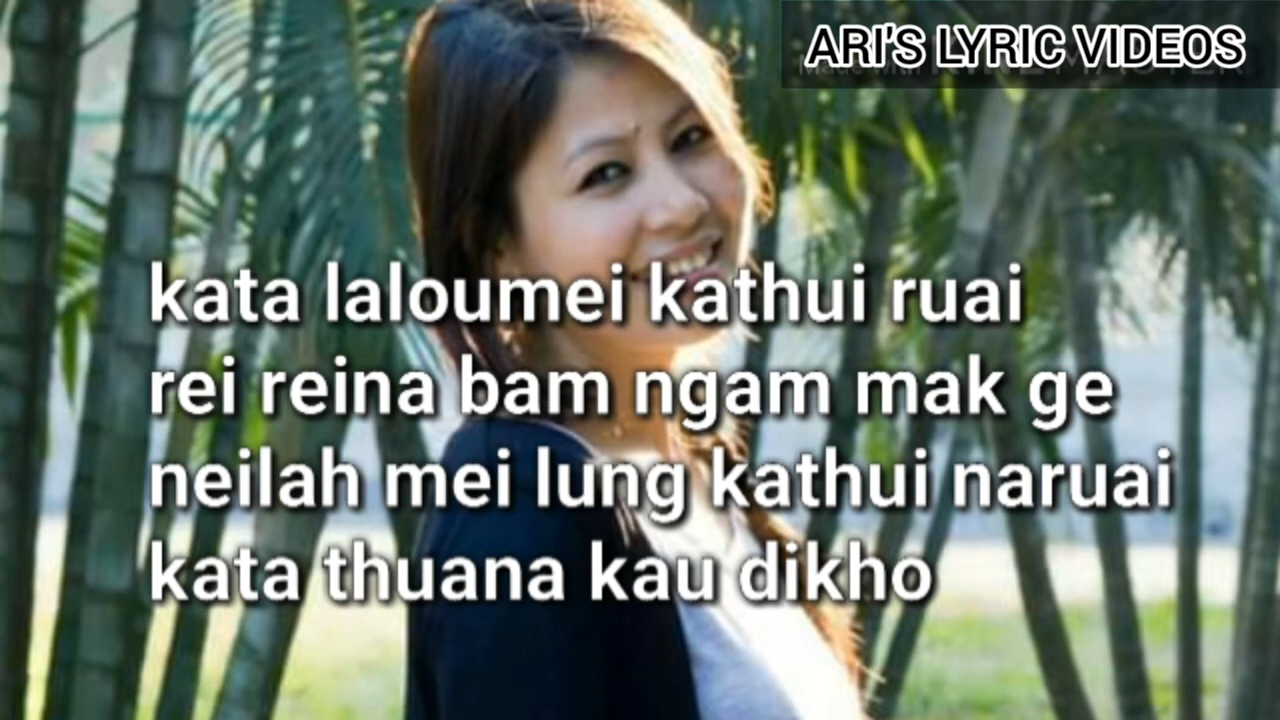 ARI'S LYRIC VIDEOS
kata laloumei kathui ruai
rei reina bam ngam mak ge
neilah mei lung kathui naruai
kata thuana kau dikho